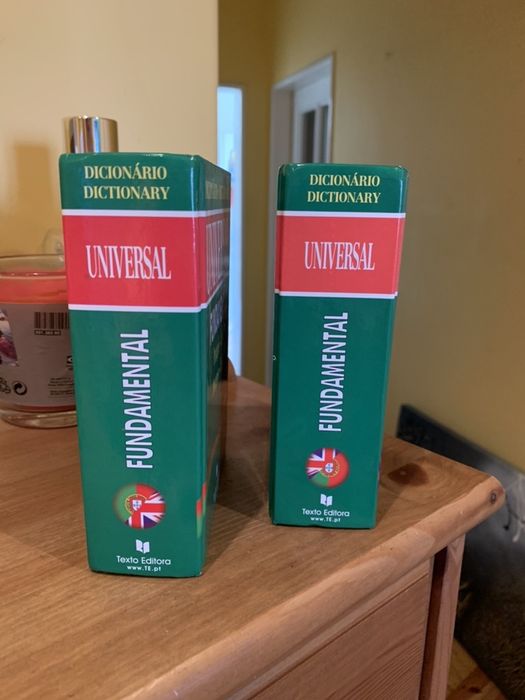 DICIONÁRIO
DICTIONARY
UNIVERSAL
FUNDAMENTAL
Texto Editora
www.TE.pt
DICIONÁRIO
DICTIONARY
UNIVERSAL
FUNDAMENTAL
Texto Editora
www.TE.pt